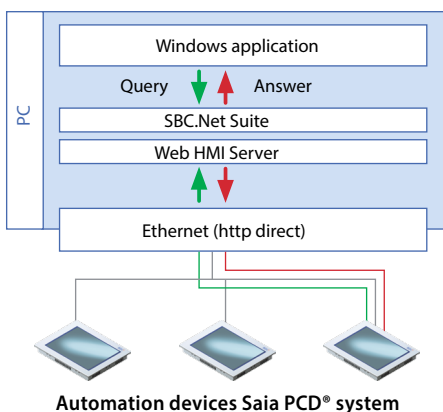 Windows application
Query Answer
PC
SBC.Net Suite
Web HMI Server
Ethernet (http direct)
Automation devices Saia PCD® system